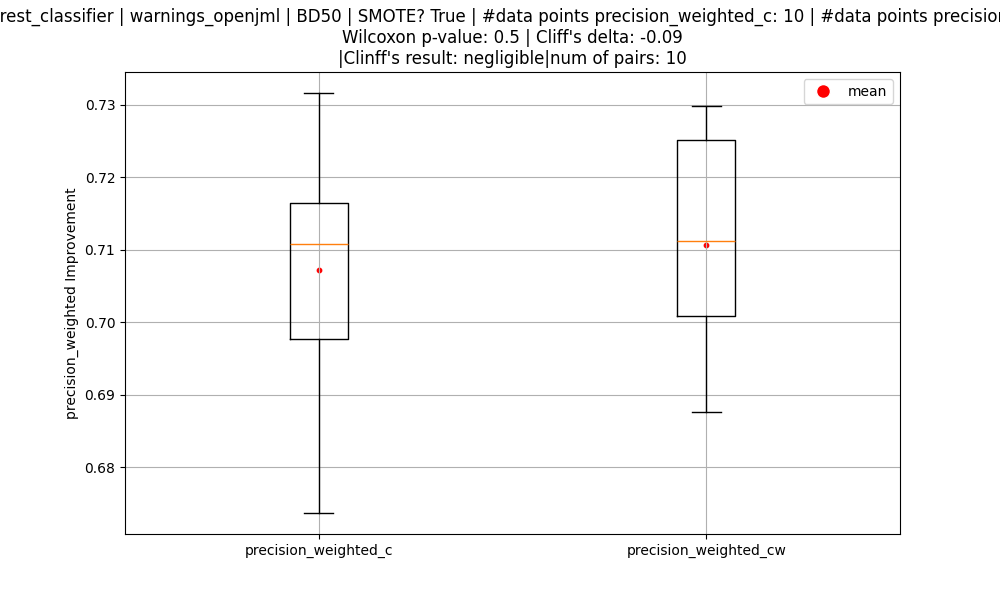 rest_classifier | warnings_openjml | BD50 | SMOTE? True | #data points precision_weighted_c: 10 | #data points precision
Wilcoxon p-value: 0.5 | Cliff's delta: -0.09
|Clinff's result: negligible|num of pairs: 10
mean
0.73
0.72
0.71
0.70
0.69
0.68
precision_weighted Improvement
precision_weighted_c
precision_weighted_cw